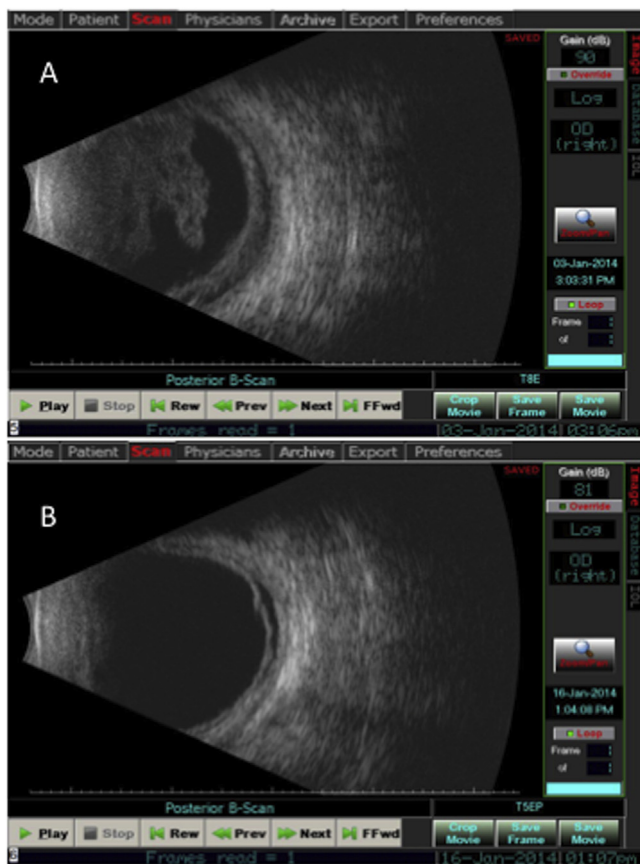 Mode Patient Scan Physicians Archive Export Preferences
A
SAVED
Gain (dB)
90
Override
Log
OD
(right)
03-Jan-2014
3:03:31 PM
Loop
Frame
of
Posterior B-Scan
T8E
Play Stop Rew Prev Next FFwd
Crop Movie Save Frame Save Movie
Frames read = 1
03-Jan-2014 03:06pm
Image
IOL
Mode Patient Scan Physicians Archive Export Preferences
B
SAVED
Gain (dB)
81
Override
Log
OD
(right)
16-Jan-2014
1:04:08 PM
Loop
Frame
of
Posterior B-Scan
T5EP
Play Stop Rew Prev Next FFwd
Crop Movie Save Frame Save Movie
Frames read = 1
16-Jan-2014 01:07pm
Image
Database
IOL